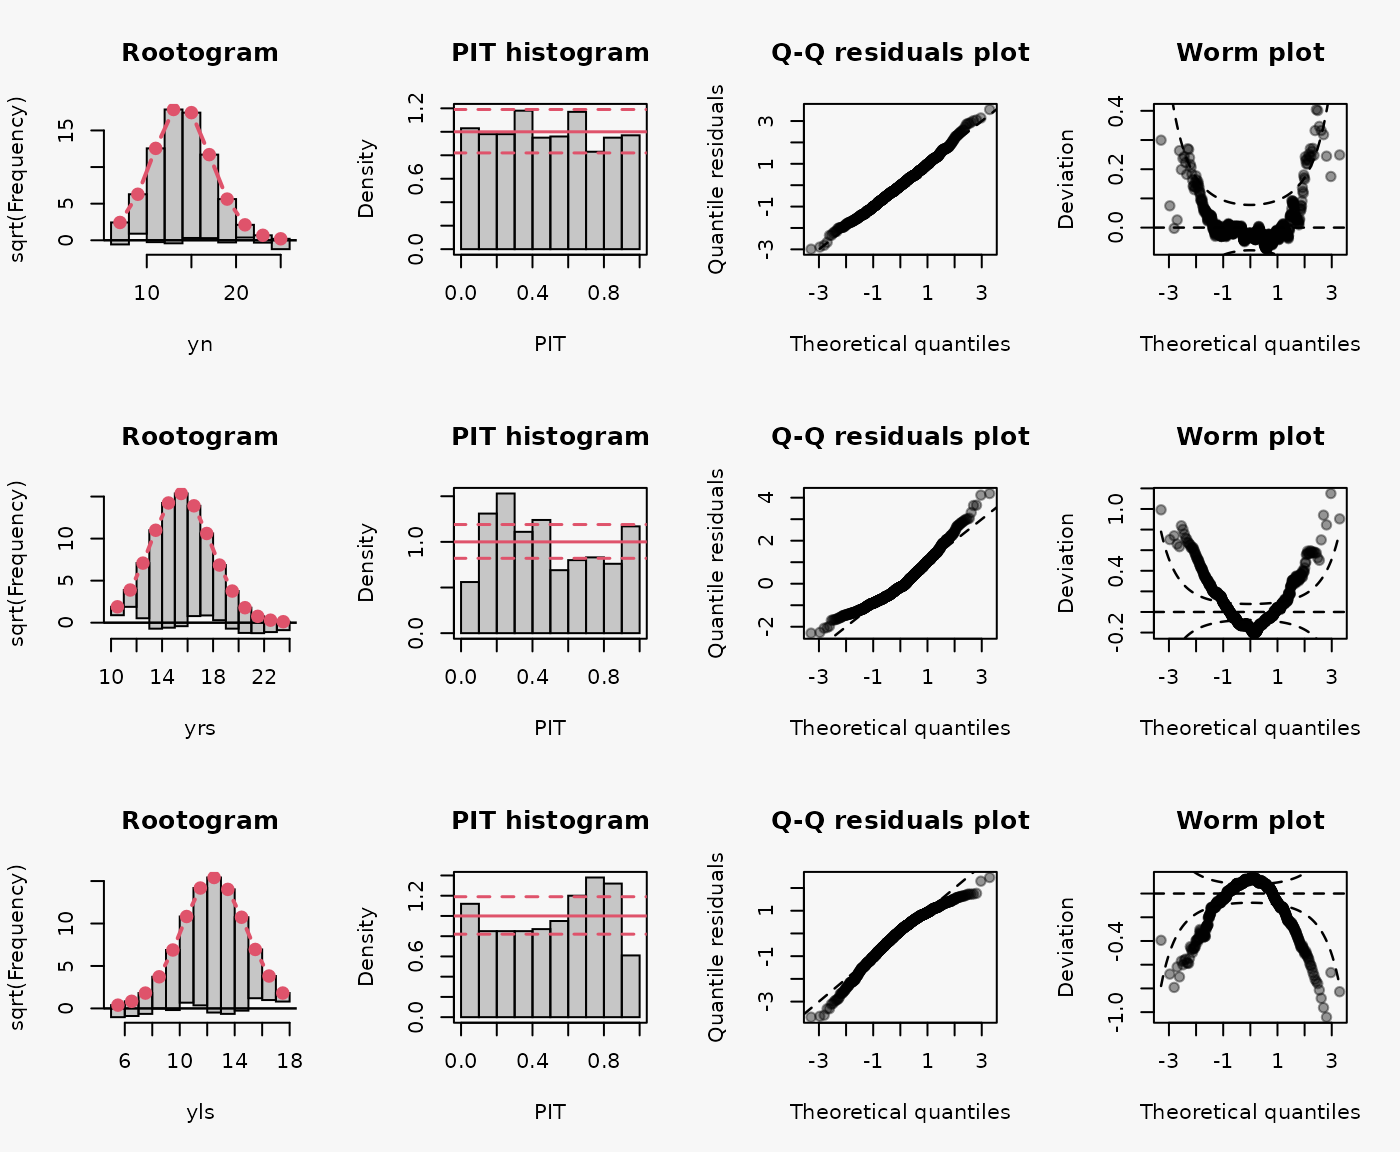 Rootogram
PIT histogram
Q-Q residuals plot
Worm plot
sqrt(Frequency)
0 5 15
10 20
yn
Density
0.0 0.6 1.2
0.0 0.4 0.8
PIT
Quantile residuals
-3 -1 1 3
-3 -1 1 3
Theoretical quantiles
Deviation
0.0 0.2 0.4
-3 -1 1 3
Theoretical quantiles
Rootogram
PIT histogram
Q-Q residuals plot
Worm plot
sqrt(Frequency)
0 5 10
10 14 18 22
yrs
Density
0.0 1.0
0.0 0.4 0.8
PIT
Quantile residuals
-2 0 2 4
-3 -1 1 3
Theoretical quantiles
Deviation
-0.2 0.4 1.0
-3 -1 1 3
Theoretical quantiles
Rootogram
PIT histogram
Q-Q residuals plot
Worm plot
sqrt(Frequency)
0 5 10
6 10 14 18
yls
Density
0.0 0.6 1.2
0.0 0.4 0.8
PIT
Quantile residuals
-3 -1 1
-3 -1 1 3
Theoretical quantiles
Deviation
-1.0 -0.4
-3 -1 1 3
Theoretical quantiles